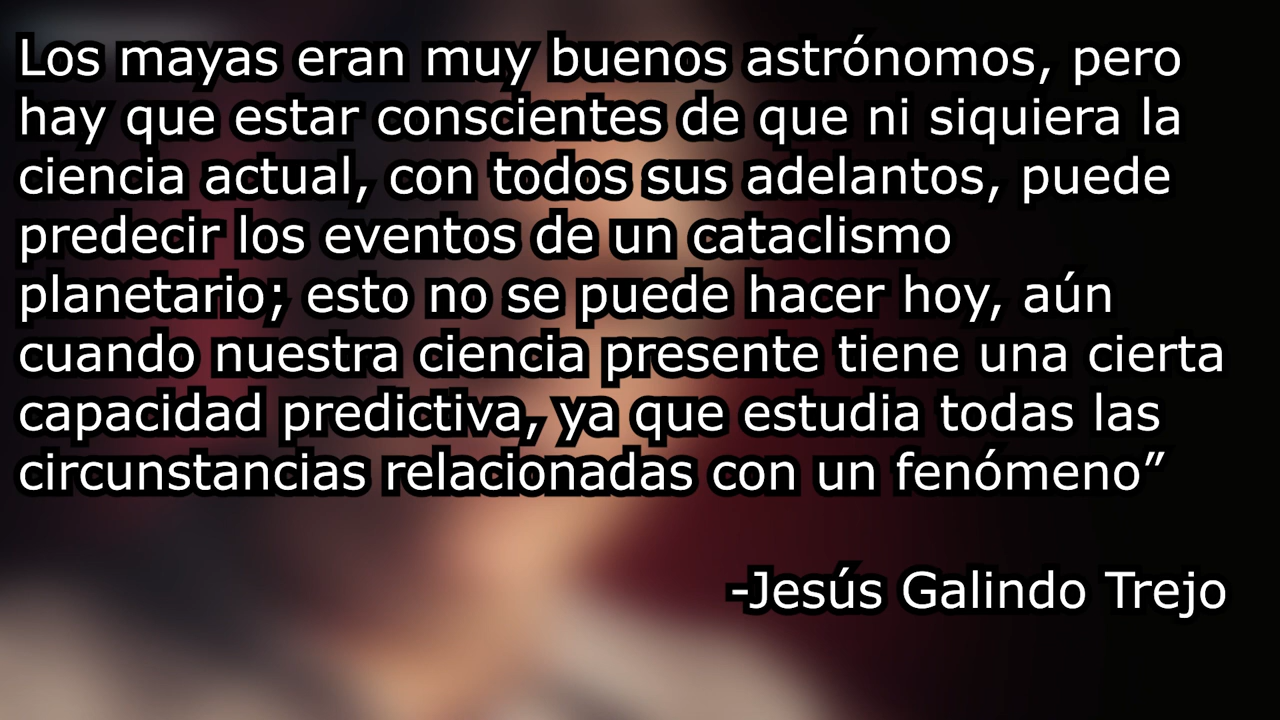 Los mayas eran muy buenos astrónomos, pero
hay que estar conscientes de que ni siquiera la
ciencia actual, con todos sus adelantos, puede
predecir los eventos de un cataclismo
planetario; esto no se puede hacer hoy, aún
cuando nuestra ciencia presente tiene una cierta
capacidad predictiva, ya que estudia todas las
circunstancias relacionadas con un fenómeno”
-Jesús Galindo Trejo